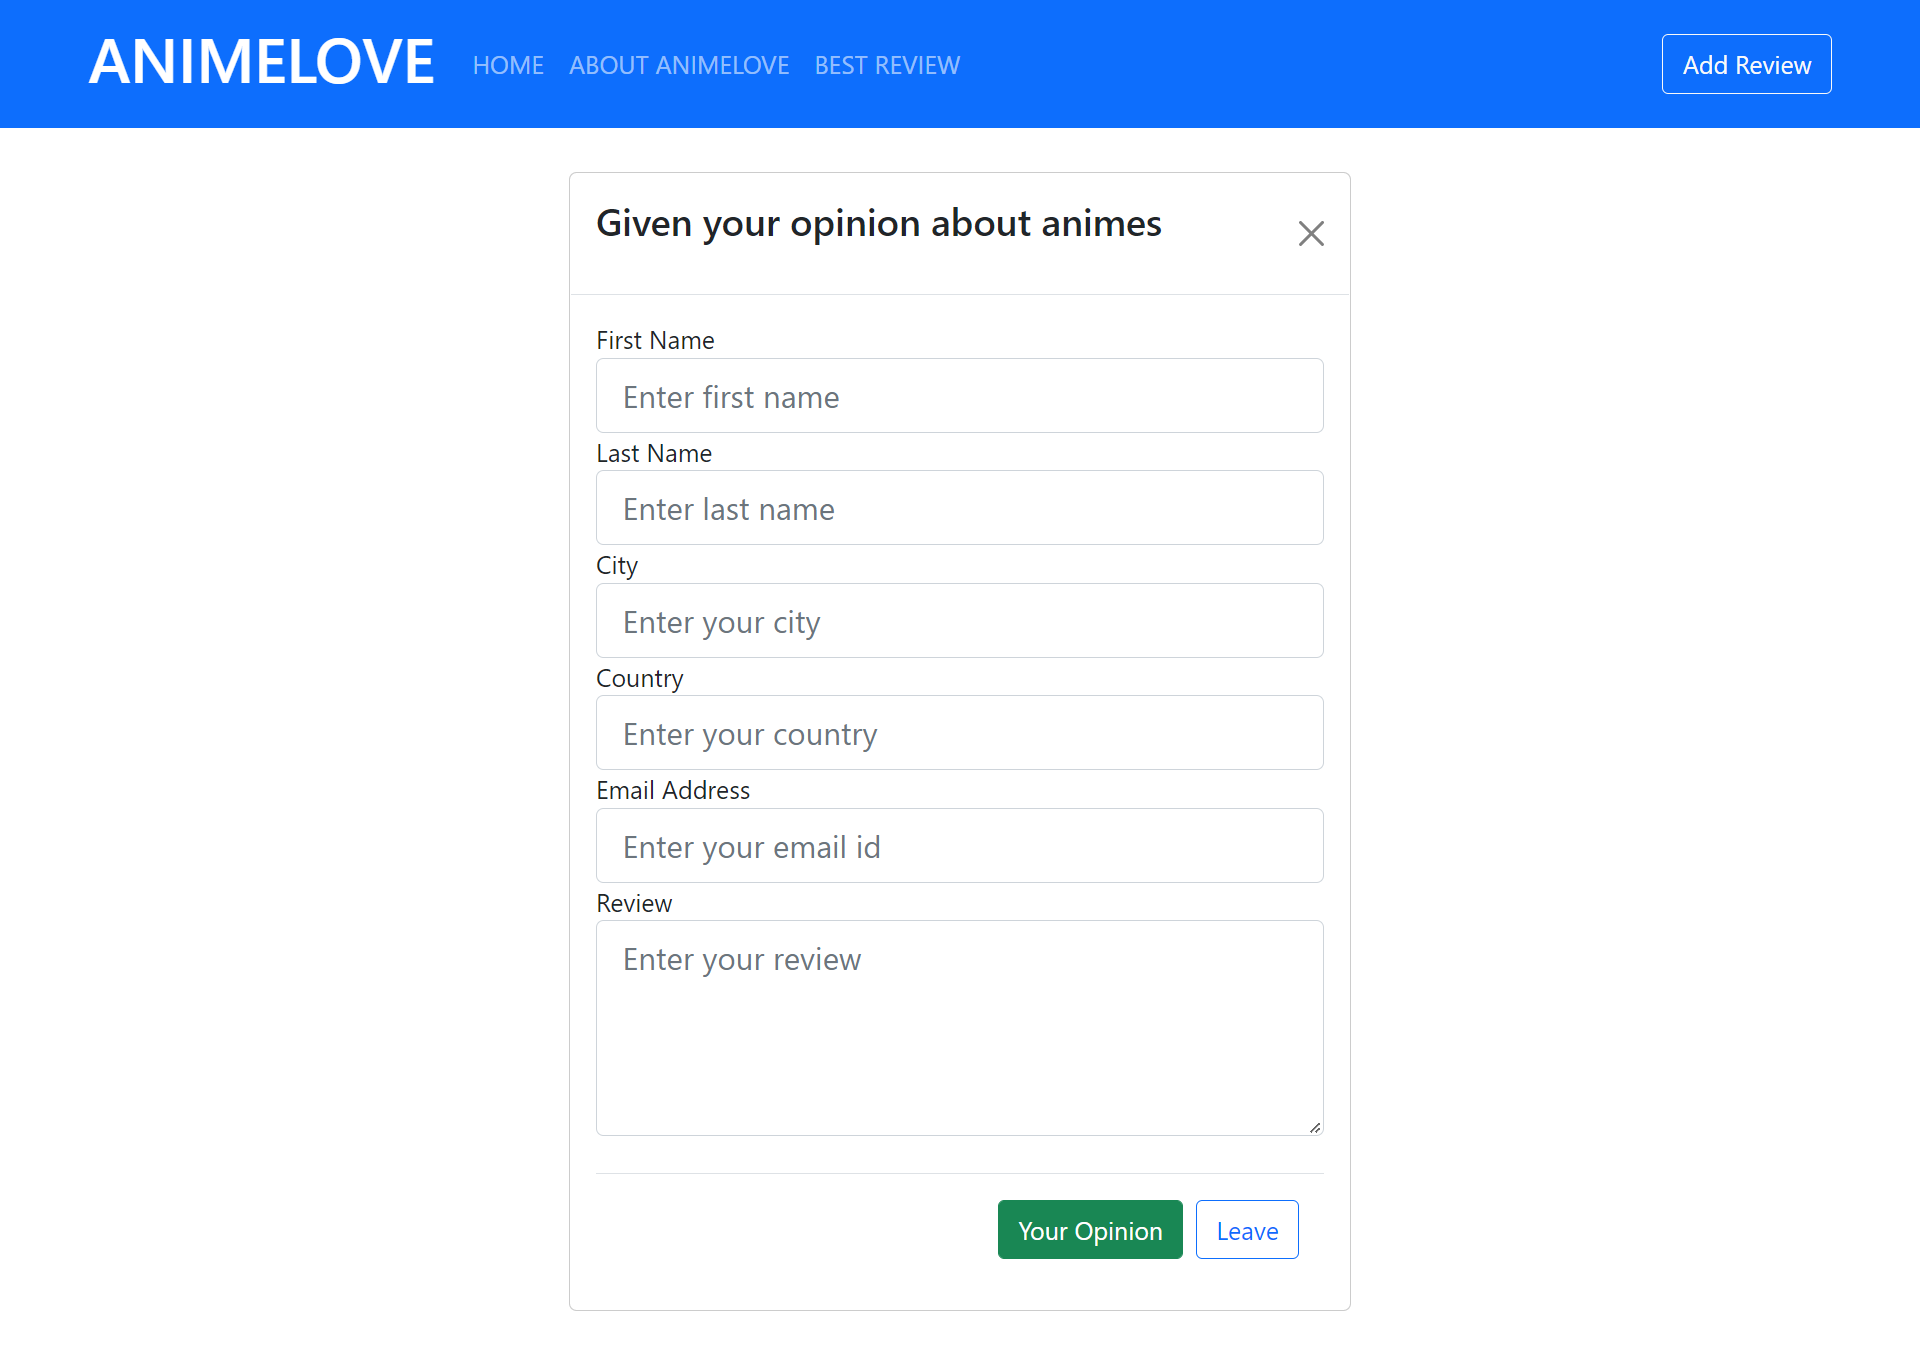 ANIMELOVE HOME ABOUT ANIMELOVE BEST REVIEW Add Review
Given your opinion about animes
First Name
Enter first name
Last Name
Enter last name
City
Enter your city
Country
Enter your country
Email Address
Enter your email id
Review
Enter your review
Your Opinion Leave